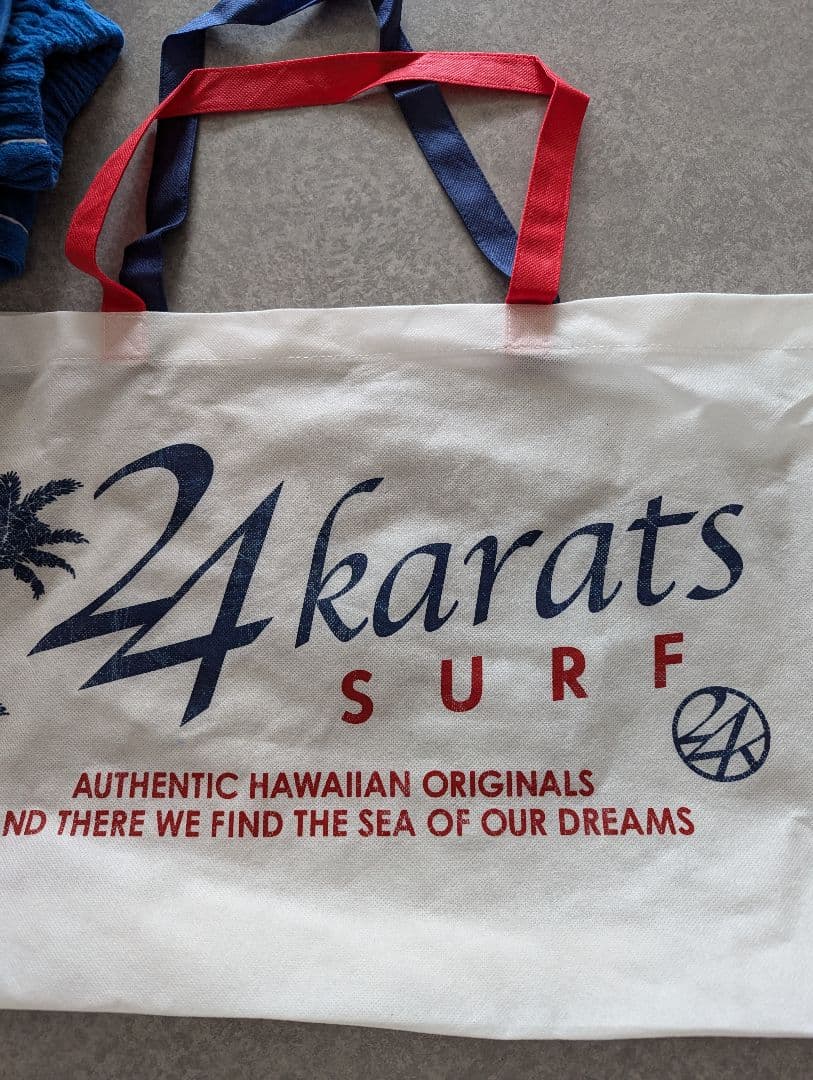 24karats
SURF
24K
AUTHENTIC HAWAIIAN ORIGINALS
ND THERE WE FIND THE SEA OF OUR DREAMS